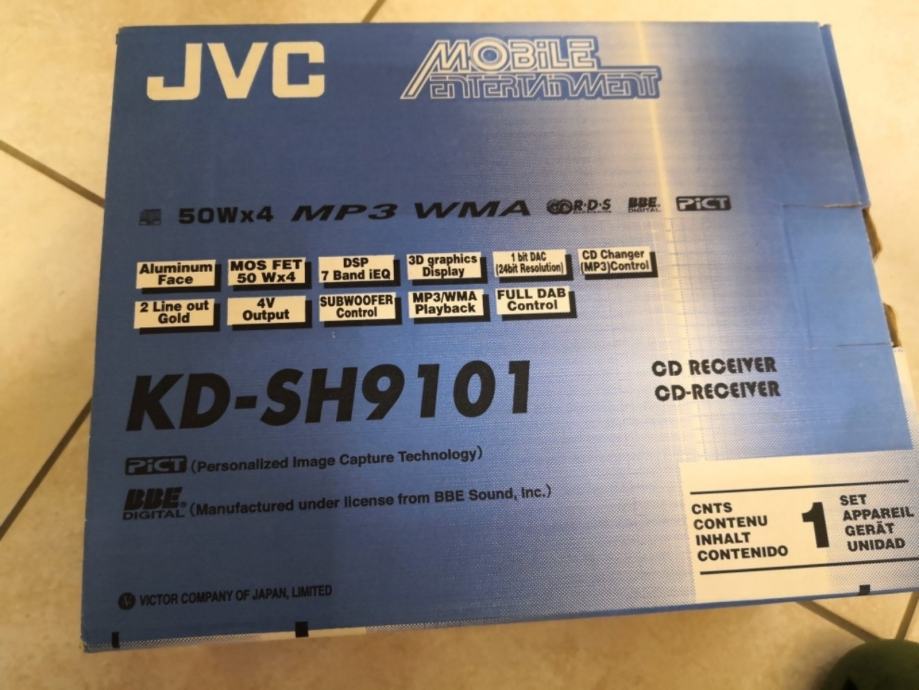 JVC
MOBiLE
ENTERTAINMENT
50Wx4 MP3 WMA R·D·S BBE DIGITAL PiCT
Aluminum
Face
MOS FET
50 Wx4
DSP
7 Band iEQ
3D graphics
Display
1 bit DAC
(24bit Resolution)
CD Changer
(MP3)Control
2 Line out
Gold
4V
Output
SUBWOOFER
Control
MP3/WMA
Playback
FULL DAB
Control
KD-SH9101
CD RECEIVER
CD-RECEIVER
PiCT (Personalized Image Capture Technology)
BBE®
DIGITAL (Manufactured under license from BBE Sound, Inc.)
CNTS
CONTENU
INHALT
CONTENIDO
1
SET
APPAREIL
GERÄT
UNIDAD
VICTOR COMPANY OF JAPAN, LIMITED